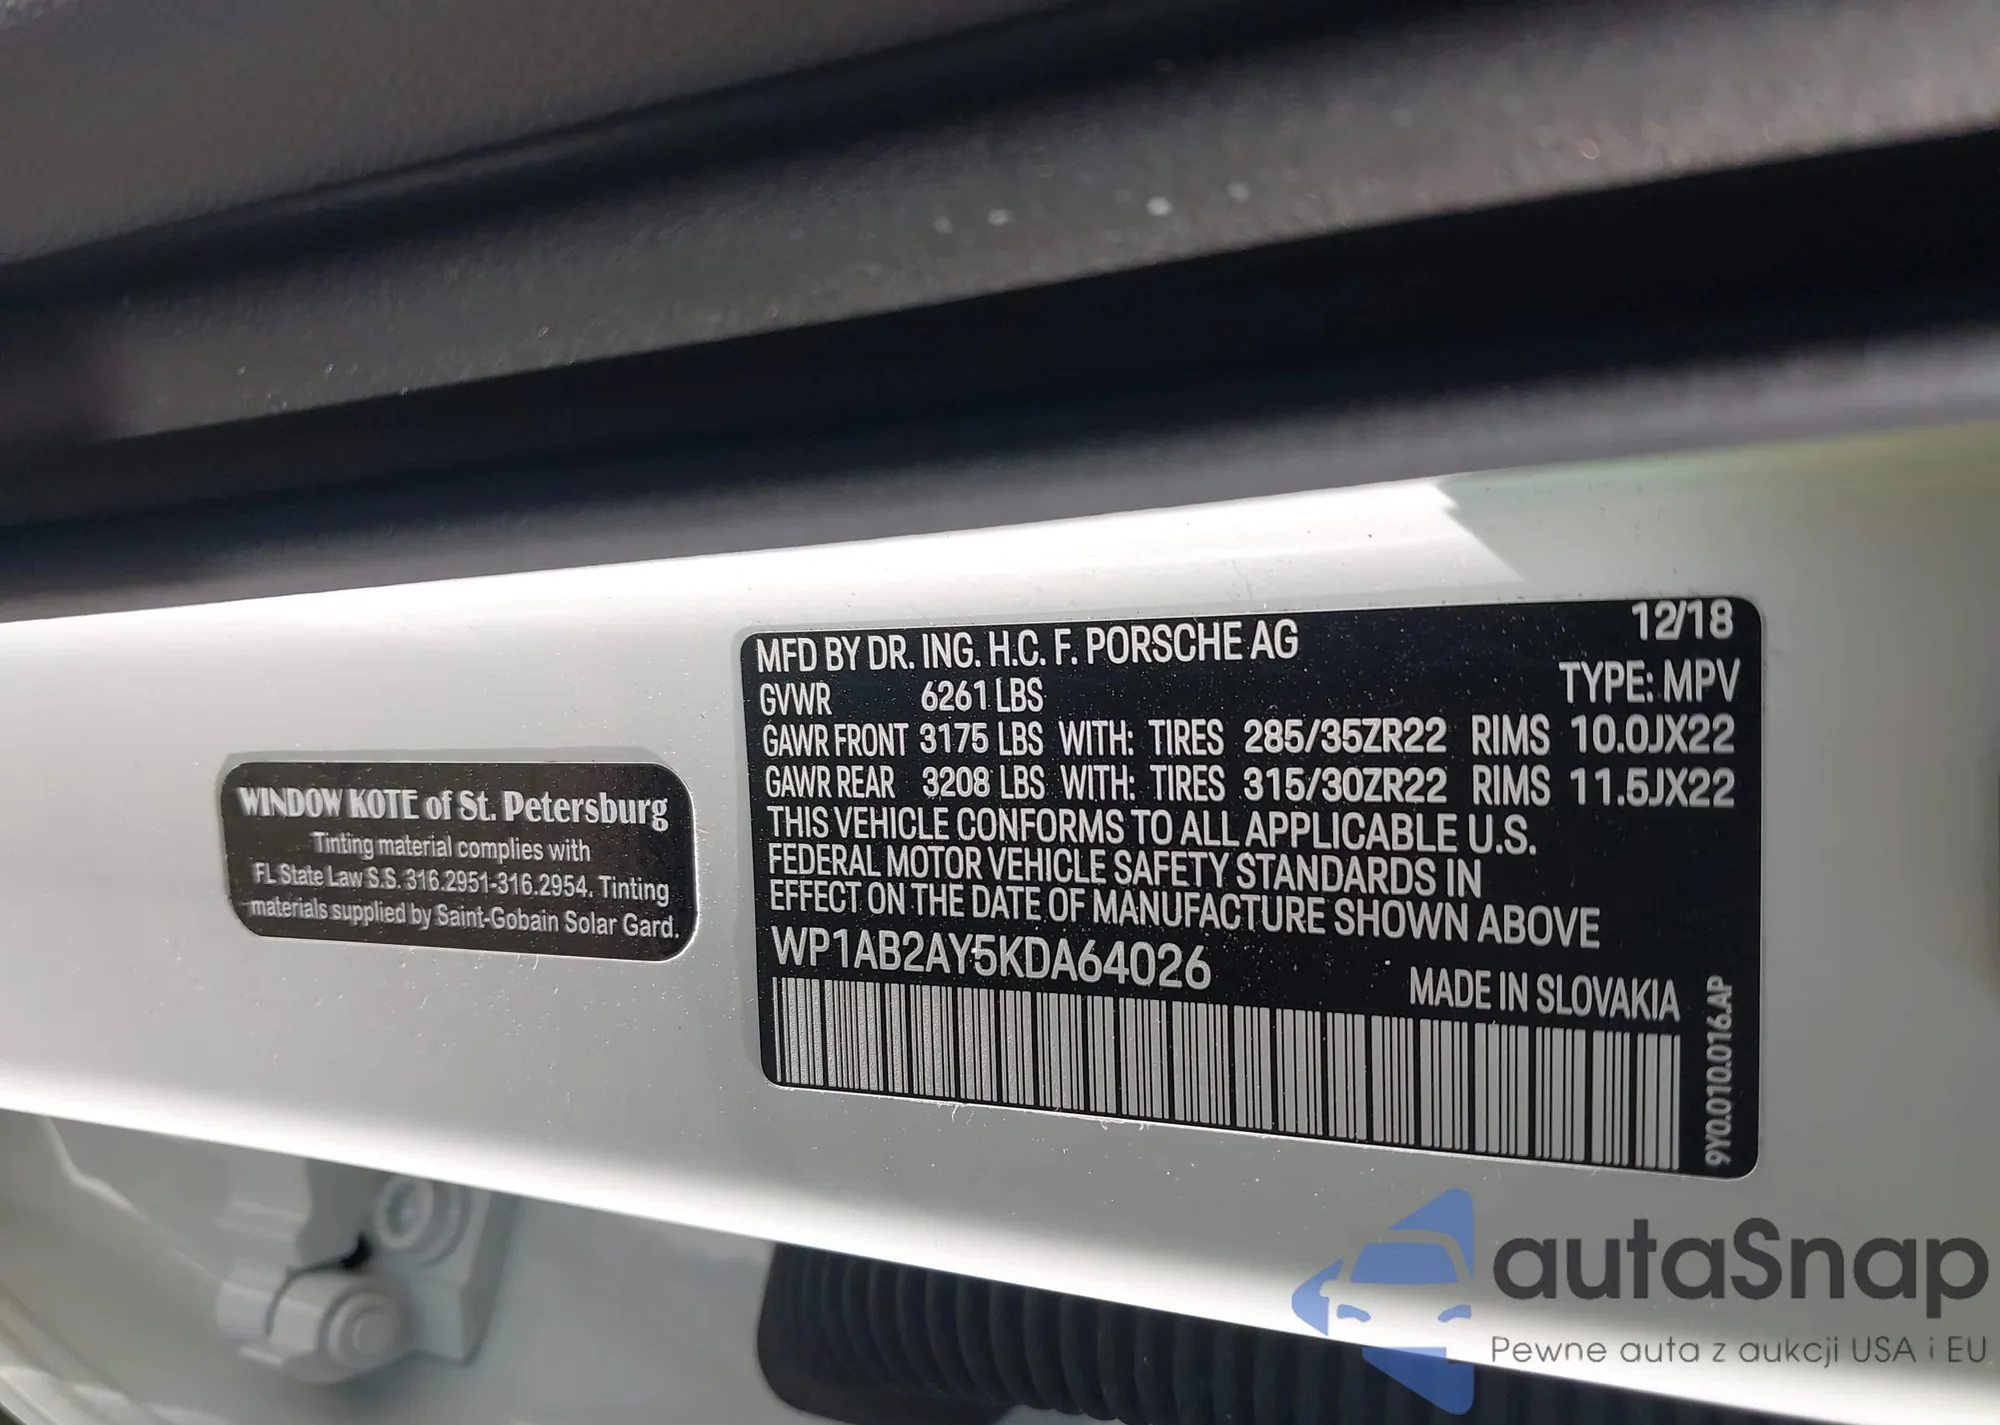 WINDOW KOTE of St. Petersburg
Tinting material complies with
FL State Law S.S. 316.2951-316.2954. Tinting
materials supplied by Saint-Gobain Solar Gard.
MFD BY DR. ING. H.C. F. PORSCHE AG 12/18
GVWR 6261 LBS TYPE: MPV
GAWR FRONT 3175 LBS WITH: TIRES 285/35ZR22 RIMS 10.0JX22
GAWR REAR 3208 LBS WITH: TIRES 315/30ZR22 RIMS 11.5JX22
THIS VEHICLE CONFORMS TO ALL APPLICABLE U.S.
FEDERAL MOTOR VEHICLE SAFETY STANDARDS IN
EFFECT ON THE DATE OF MANUFACTURE SHOWN ABOVE
WP1AB2AY5KDA64026
MADE IN SLOVAKIA
9Y0.010.016.AP
autaSnap
Pewne auta z aukcji USA i EU